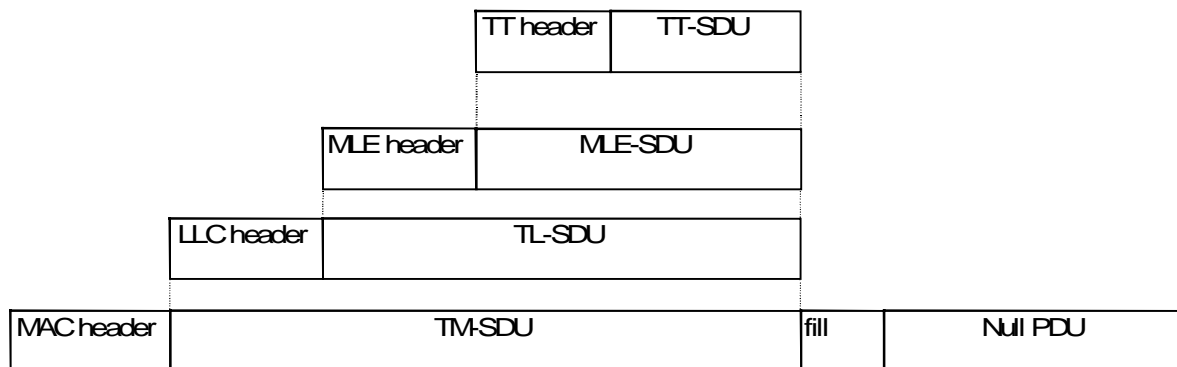 TT header TT-SDU
MLE header MLE-SDU
LLC header TL-SDU
MAC header TM-SDU fill Null PDU